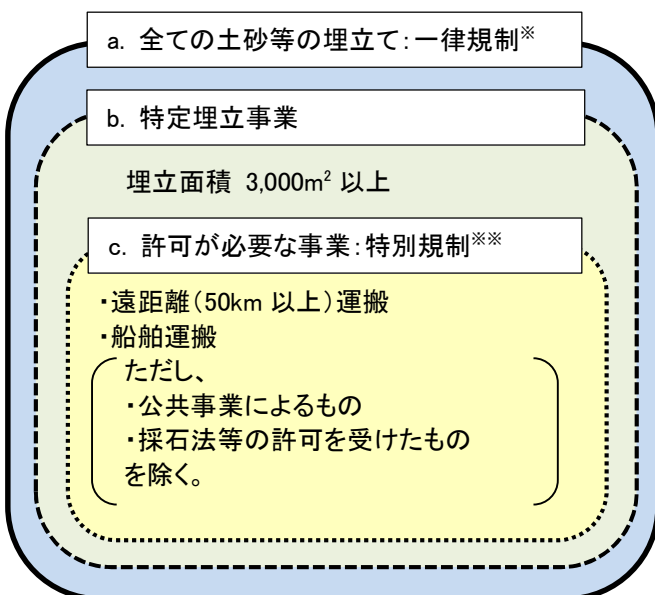 a. 全ての土砂等の埋立て：一律規制※
b. 特定埋立事業
埋立面積 3,000m² 以上
c. 許可が必要な事業：特別規制※※
・遠距離（50km 以上）運搬
・船舶運搬
ただし、
・公共事業によるもの
・採石法等の許可を受けたもの
を除く。